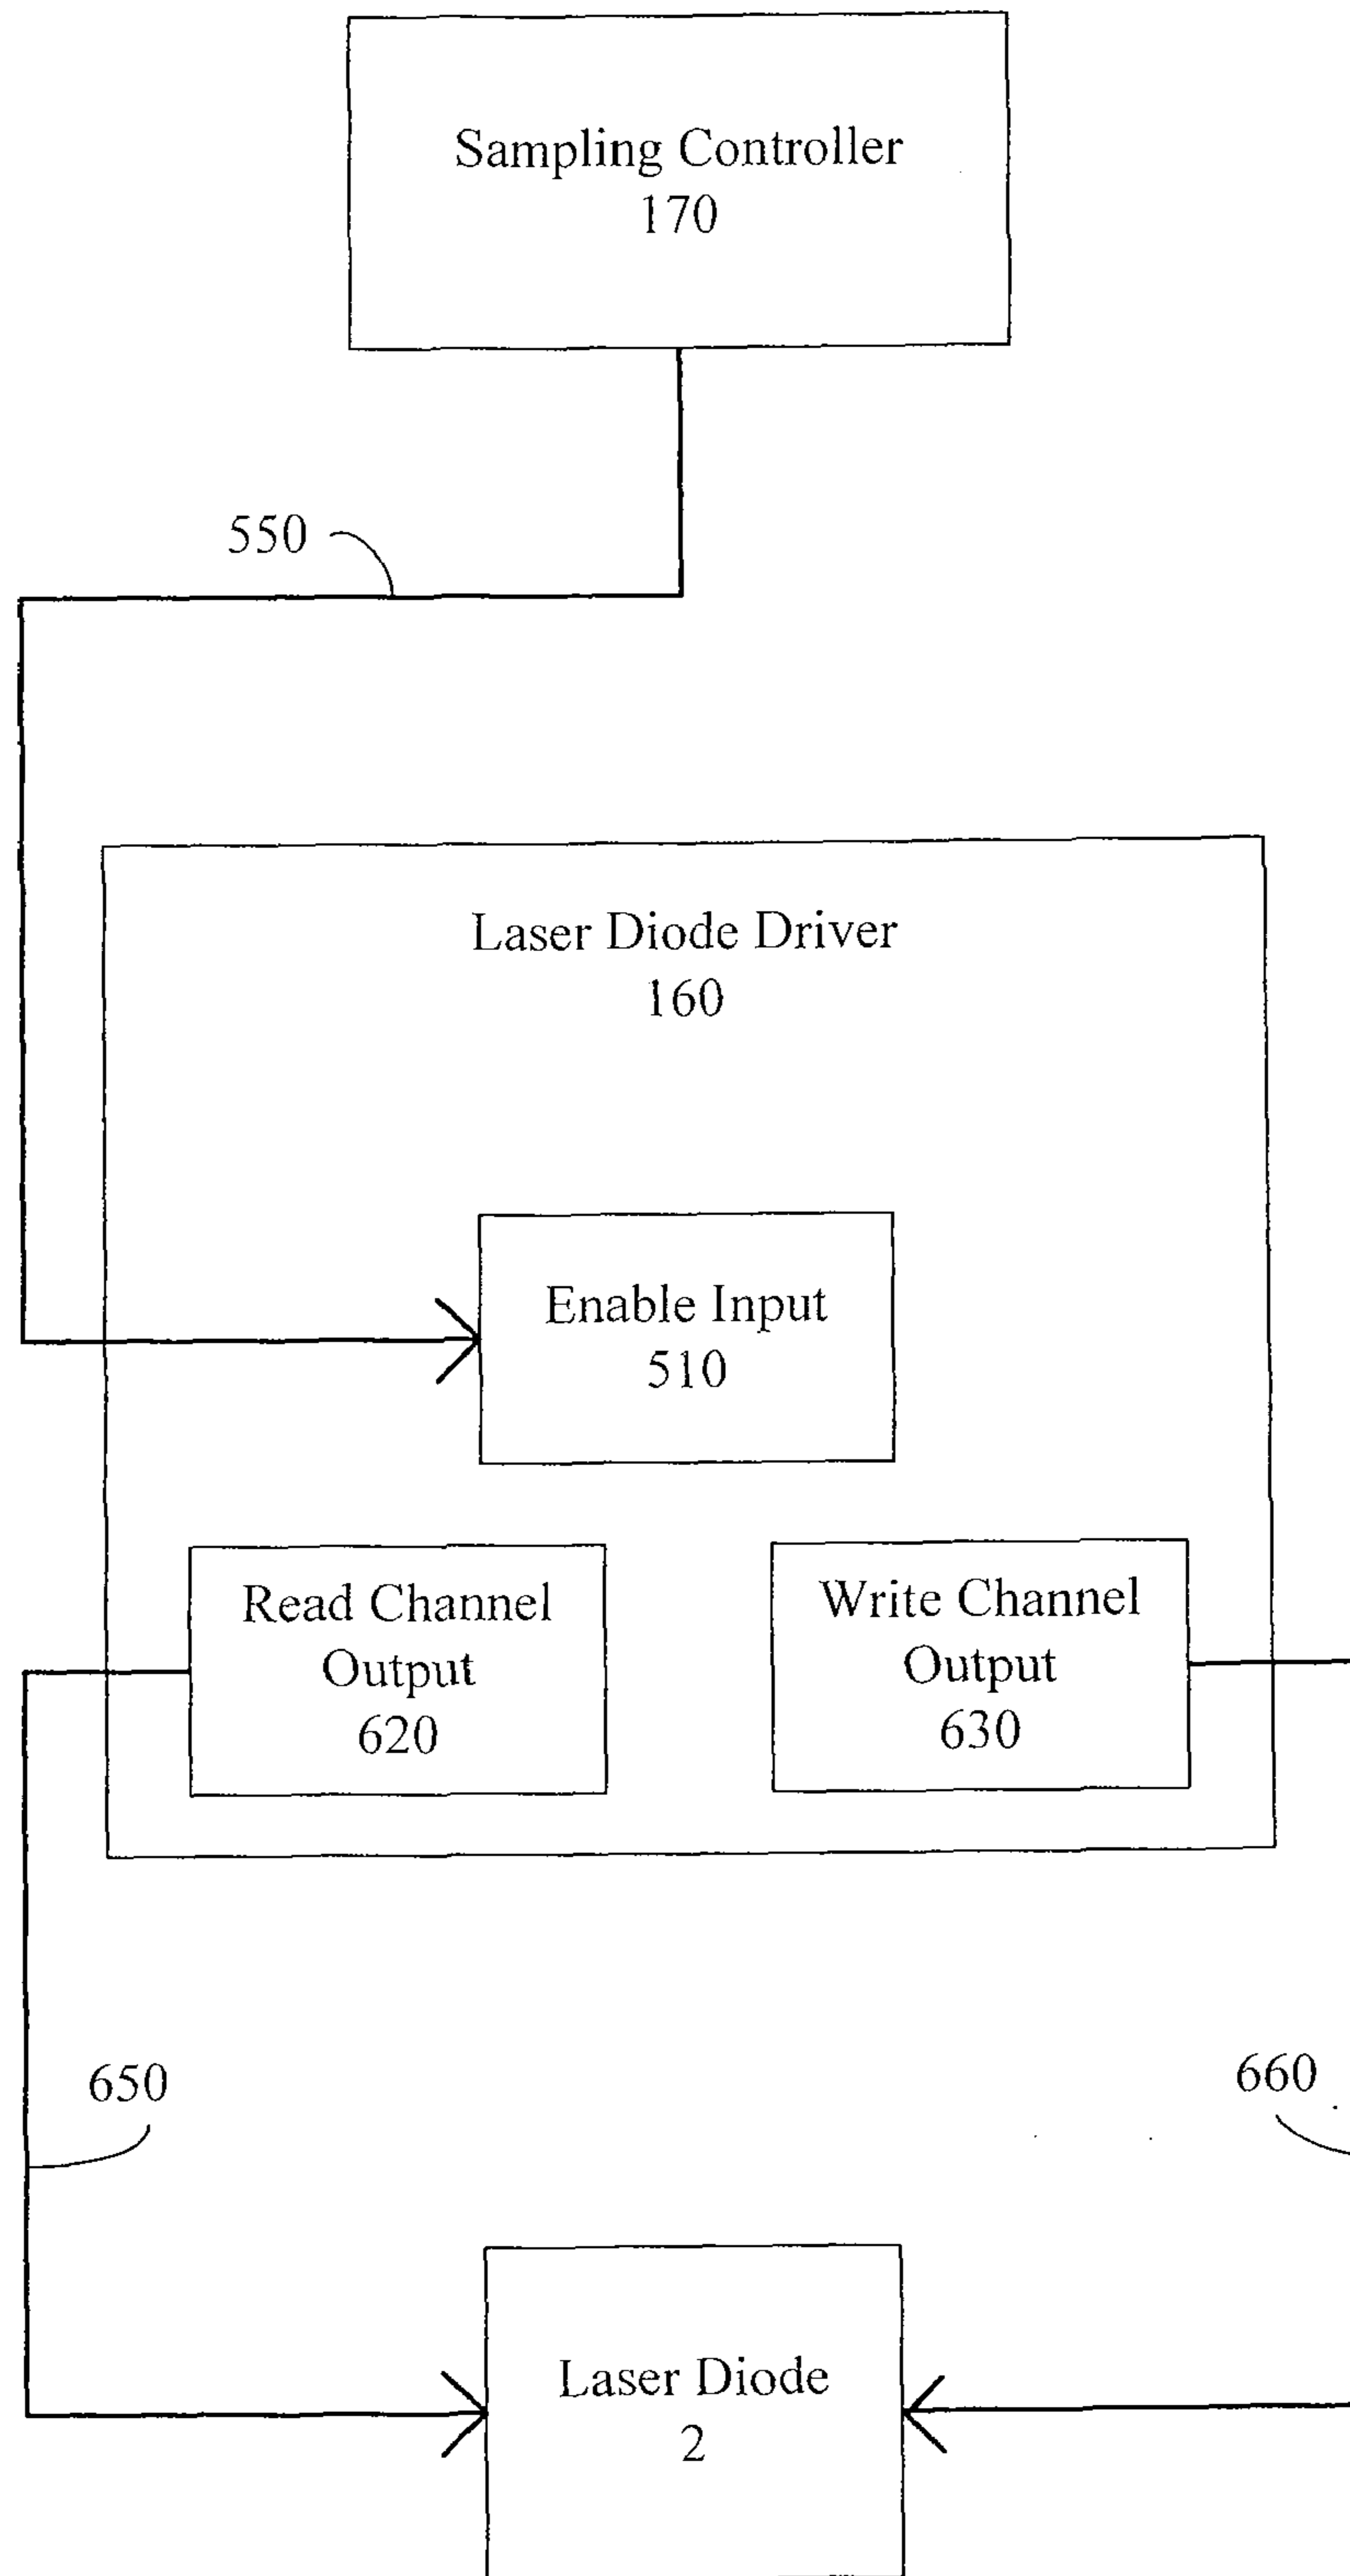 Sampling Controller
170
550
Laser Diode Driver
160
Enable Input
510
Read Channel
Output
620
Write Channel
Output
630
650
660
Laser Diode
2